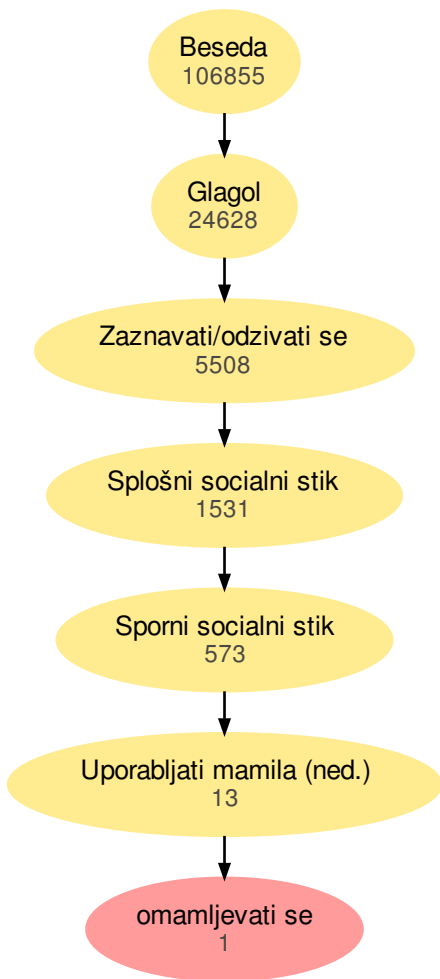 Beseda
106855
Glagol
24628
Zaznavati/odzivati se
5508
Splošni socialni stik
1531
Sporni socialni stik
573
Uporabljati mamila (ned.)
13
omamljevati se
1